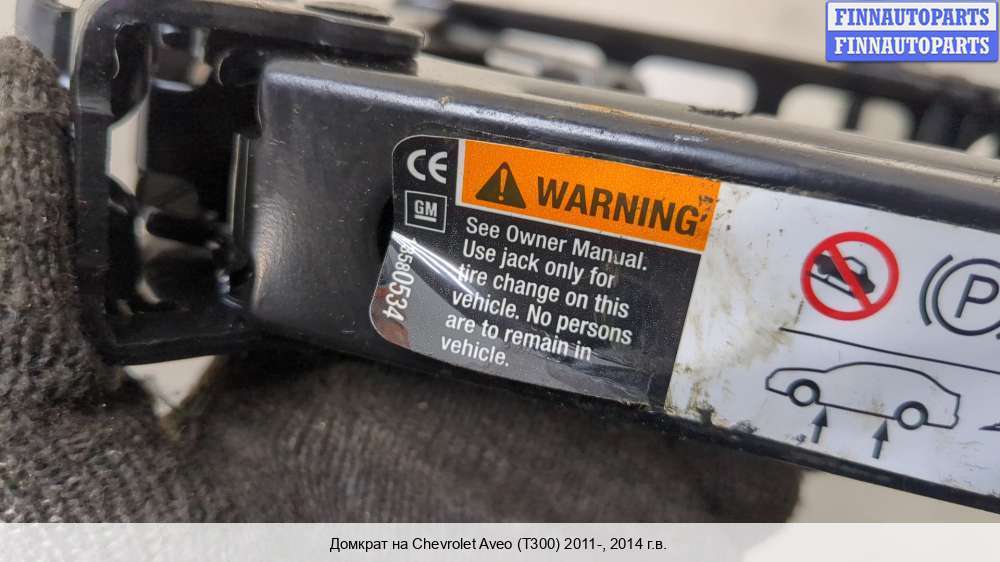 FINNAUTOPARTS
FINNAUTOPARTS
CE
GM
WARNING
See Owner Manual.
Use jack only for
tire change on this
vehicle. No persons
are to remain in
vehicle.
P
Домкрат на Chevrolet Aveo (T300) 2011-, 2014 г.в.